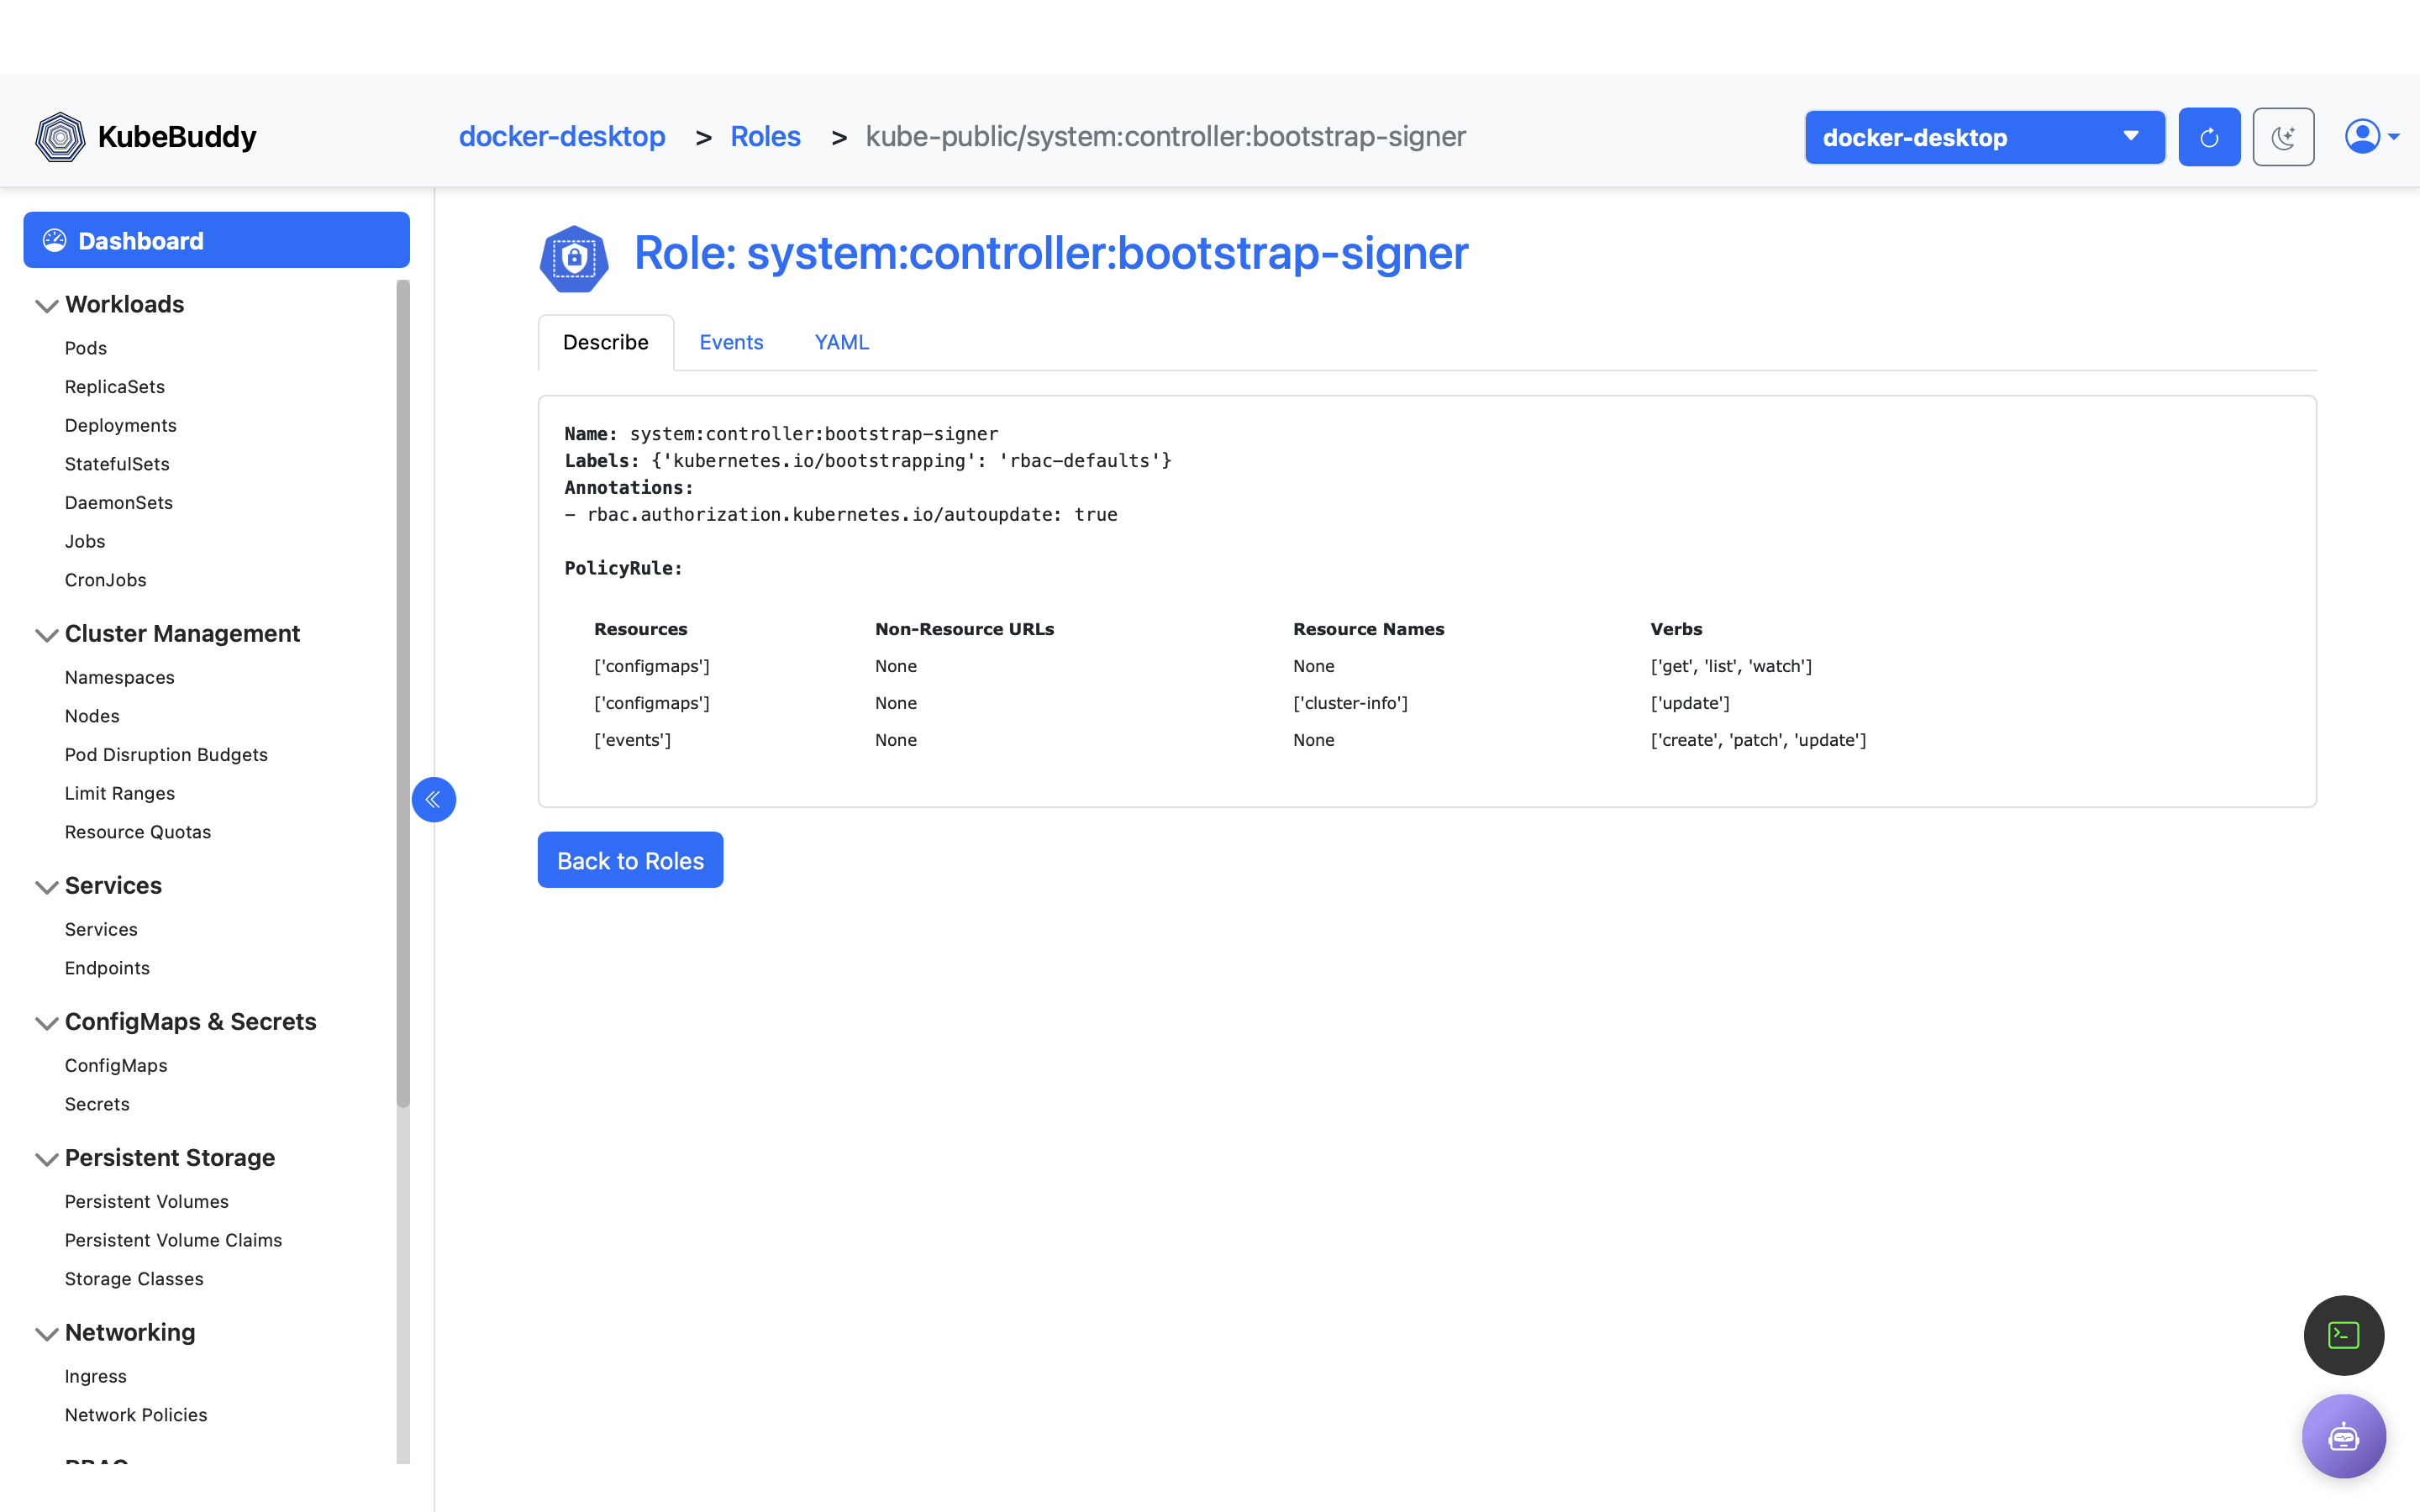 KubeBuddy
docker-desktop > Roles > kube-public/system:controller:bootstrap-signer
docker-desktop
Dashboard
Workloads
Pods
ReplicaSets
Deployments
StatefulSets
DaemonSets
Jobs
CronJobs
Cluster Management
Namespaces
Nodes
Pod Disruption Budgets
Limit Ranges
Resource Quotas
Services
Services
Endpoints
ConfigMaps & Secrets
ConfigMaps
Secrets
Persistent Storage
Persistent Volumes
Persistent Volume Claims
Storage Classes
Networking
Ingress
Network Policies
RBAC
Role: system:controller:bootstrap-signer
Describe Events YAML
Name: system:controller:bootstrap-signer
Labels: {'kubernetes.io/bootstrapping': 'rbac-defaults'}
Annotations:
- rbac.authorization.kubernetes.io/autoupdate: true
PolicyRule:
Resources Non-Resource URLs Resource Names Verbs
['configmaps'] None None ['get', 'list', 'watch']
['configmaps'] None ['cluster-info'] ['update']
['events'] None None ['create', 'patch', 'update']
Back to Roles